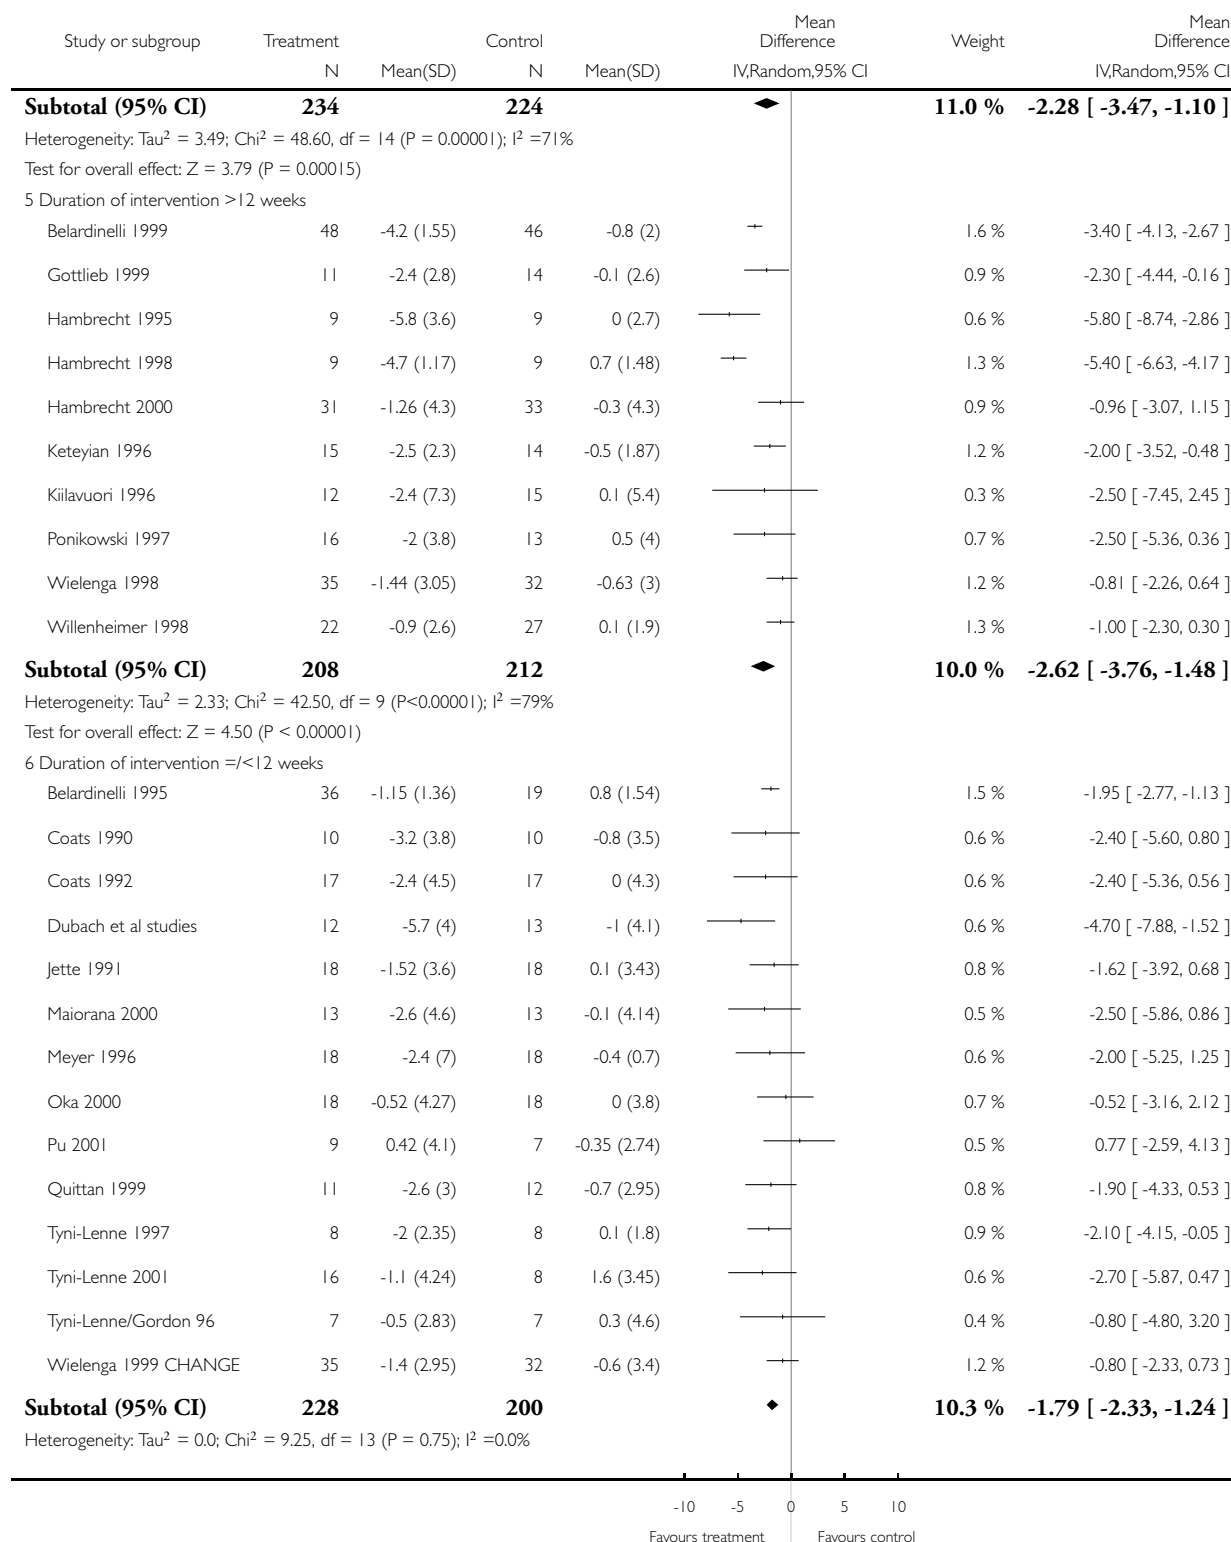 Study or subgroup Treatment Control Mean Difference Weight Mean Difference
N Mean(SD) N Mean(SD) IV,Random,95% CI IV,Random,95% CI
Subtotal (95% CI) 234 224 11.0 % -2.28 [ -3.47, -1.10 ]
Heterogeneity: Tau² = 3.49; Chi² = 48.60, df = 14 (P = 0.00001); I² =71%
Test for overall effect: Z = 3.79 (P = 0.00015)
5 Duration of intervention >12 weeks
Belardinelli 1999 48 -4.2 (1.55) 46 -0.8 (2) 1.6 % -3.40 [ -4.13, -2.67 ]
Gottlieb 1999 11 -2.4 (2.8) 14 -0.1 (2.6) 0.9 % -2.30 [ -4.44, -0.16 ]
Hambrecht 1995 9 -5.8 (3.6) 9 0 (2.7) 0.6 % -5.80 [ -8.74, -2.86 ]
Hambrecht 1998 9 -4.7 (1.17) 9 0.7 (1.48) 1.3 % -5.40 [ -6.63, -4.17 ]
Hambrecht 2000 31 -1.26 (4.3) 33 -0.3 (4.3) 0.9 % -0.96 [ -3.07, 1.15 ]
Keteyian 1996 15 -2.5 (2.3) 14 -0.5 (1.87) 1.2 % -2.00 [ -3.52, -0.48 ]
Kiilavuori 1996 12 -2.4 (7.3) 15 0.1 (5.4) 0.3 % -2.50 [ -7.45, 2.45 ]
Ponikowski 1997 16 -2 (3.8) 13 0.5 (4) 0.7 % -2.50 [ -5.36, 0.36 ]
Wielenga 1998 35 -1.44 (3.05) 32 -0.63 (3) 1.2 % -0.81 [ -2.26, 0.64 ]
Willenheimer 1998 22 -0.9 (2.6) 27 0.1 (1.9) 1.3 % -1.00 [ -2.30, 0.30 ]
Subtotal (95% CI) 208 212 10.0 % -2.62 [ -3.76, -1.48 ]
Heterogeneity: Tau² = 2.33; Chi² = 42.50, df = 9 (P<0.00001); I² =79%
Test for overall effect: Z = 4.50 (P < 0.00001)
6 Duration of intervention =/<12 weeks
Belardinelli 1995 36 -1.15 (1.36) 19 0.8 (1.54) 1.5 % -1.95 [ -2.77, -1.13 ]
Coats 1990 10 -3.2 (3.8) 10 -0.8 (3.5) 0.6 % -2.40 [ -5.60, 0.80 ]
Coats 1992 17 -2.4 (4.5) 17 0 (4.3) 0.6 % -2.40 [ -5.36, 0.56 ]
Dubach et al studies 12 -5.7 (4) 13 -1 (4.1) 0.6 % -4.70 [ -7.88, -1.52 ]
Jette 1991 18 -1.52 (3.6) 18 0.1 (3.43) 0.8 % -1.62 [ -3.92, 0.68 ]
Maiorana 2000 13 -2.6 (4.6) 13 -0.1 (4.14) 0.5 % -2.50 [ -5.86, 0.86 ]
Meyer 1996 18 -2.4 (7) 18 -0.4 (0.7) 0.6 % -2.00 [ -5.25, 1.25 ]
Oka 2000 18 -0.52 (4.27) 18 0 (3.8) 0.7 % -0.52 [ -3.16, 2.12 ]
Pu 2001 9 0.42 (4.1) 7 -0.35 (2.74) 0.5 % 0.77 [ -2.59, 4.13 ]
Quittan 1999 11 -2.6 (3) 12 -0.7 (2.95) 0.8 % -1.90 [ -4.33, 0.53 ]
Tyni-Lenne 1997 8 -2 (2.35) 8 0.1 (1.8) 0.9 % -2.10 [ -4.15, -0.05 ]
Tyni-Lenne 2001 16 -1.1 (4.24) 8 1.6 (3.45) 0.6 % -2.70 [ -5.87, 0.47 ]
Tyni-Lenne/Gordon 96 7 -0.5 (2.83) 7 0.3 (4.6) 0.4 % -0.80 [ -4.80, 3.20 ]
Wielenga 1999 CHANGE 35 -1.4 (2.95) 32 -0.6 (3.4) 1.2 % -0.80 [ -2.33, 0.73 ]
Subtotal (95% CI) 228 200 10.3 % -1.79 [ -2.33, -1.24 ]
Heterogeneity: Tau² = 0.0; Chi² = 9.25, df = 13 (P = 0.75); I² =0.0%
-10 -5 0 5 10
Favours treatment Favours control